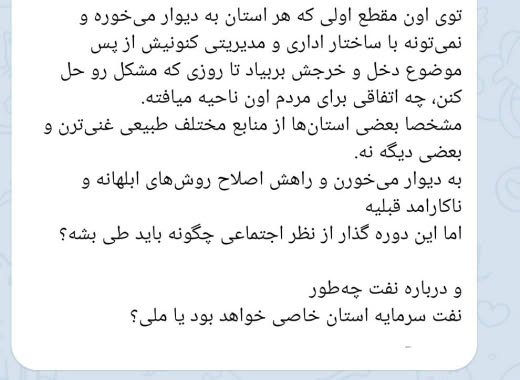 توی اون مقطع اولی که هر استان به دیوار می‌خوره و
نمی‌تونه با ساختار اداری و مدیریتی کنونیش از پس
موضوع دخل و خرجش بربیاد تا روزی که مشکل رو حل
کنن، چه اتفاقی برای مردم اون ناحیه میافته.
مشخصا بعضی استان‌ها از منابع مختلف طبیعی غنی‌ترن و
بعضی دیگه نه.
به دیوار می‌خورن و راهش اصلاح روش‌های ابلهانه و
ناکارامد قبلیه
اما این دوره گذار از نظر اجتماعی چگونه باید طی بشه؟
و درباره نفت چه‌طور
نفت سرمایه استان خاصی خواهد بود یا ملی؟